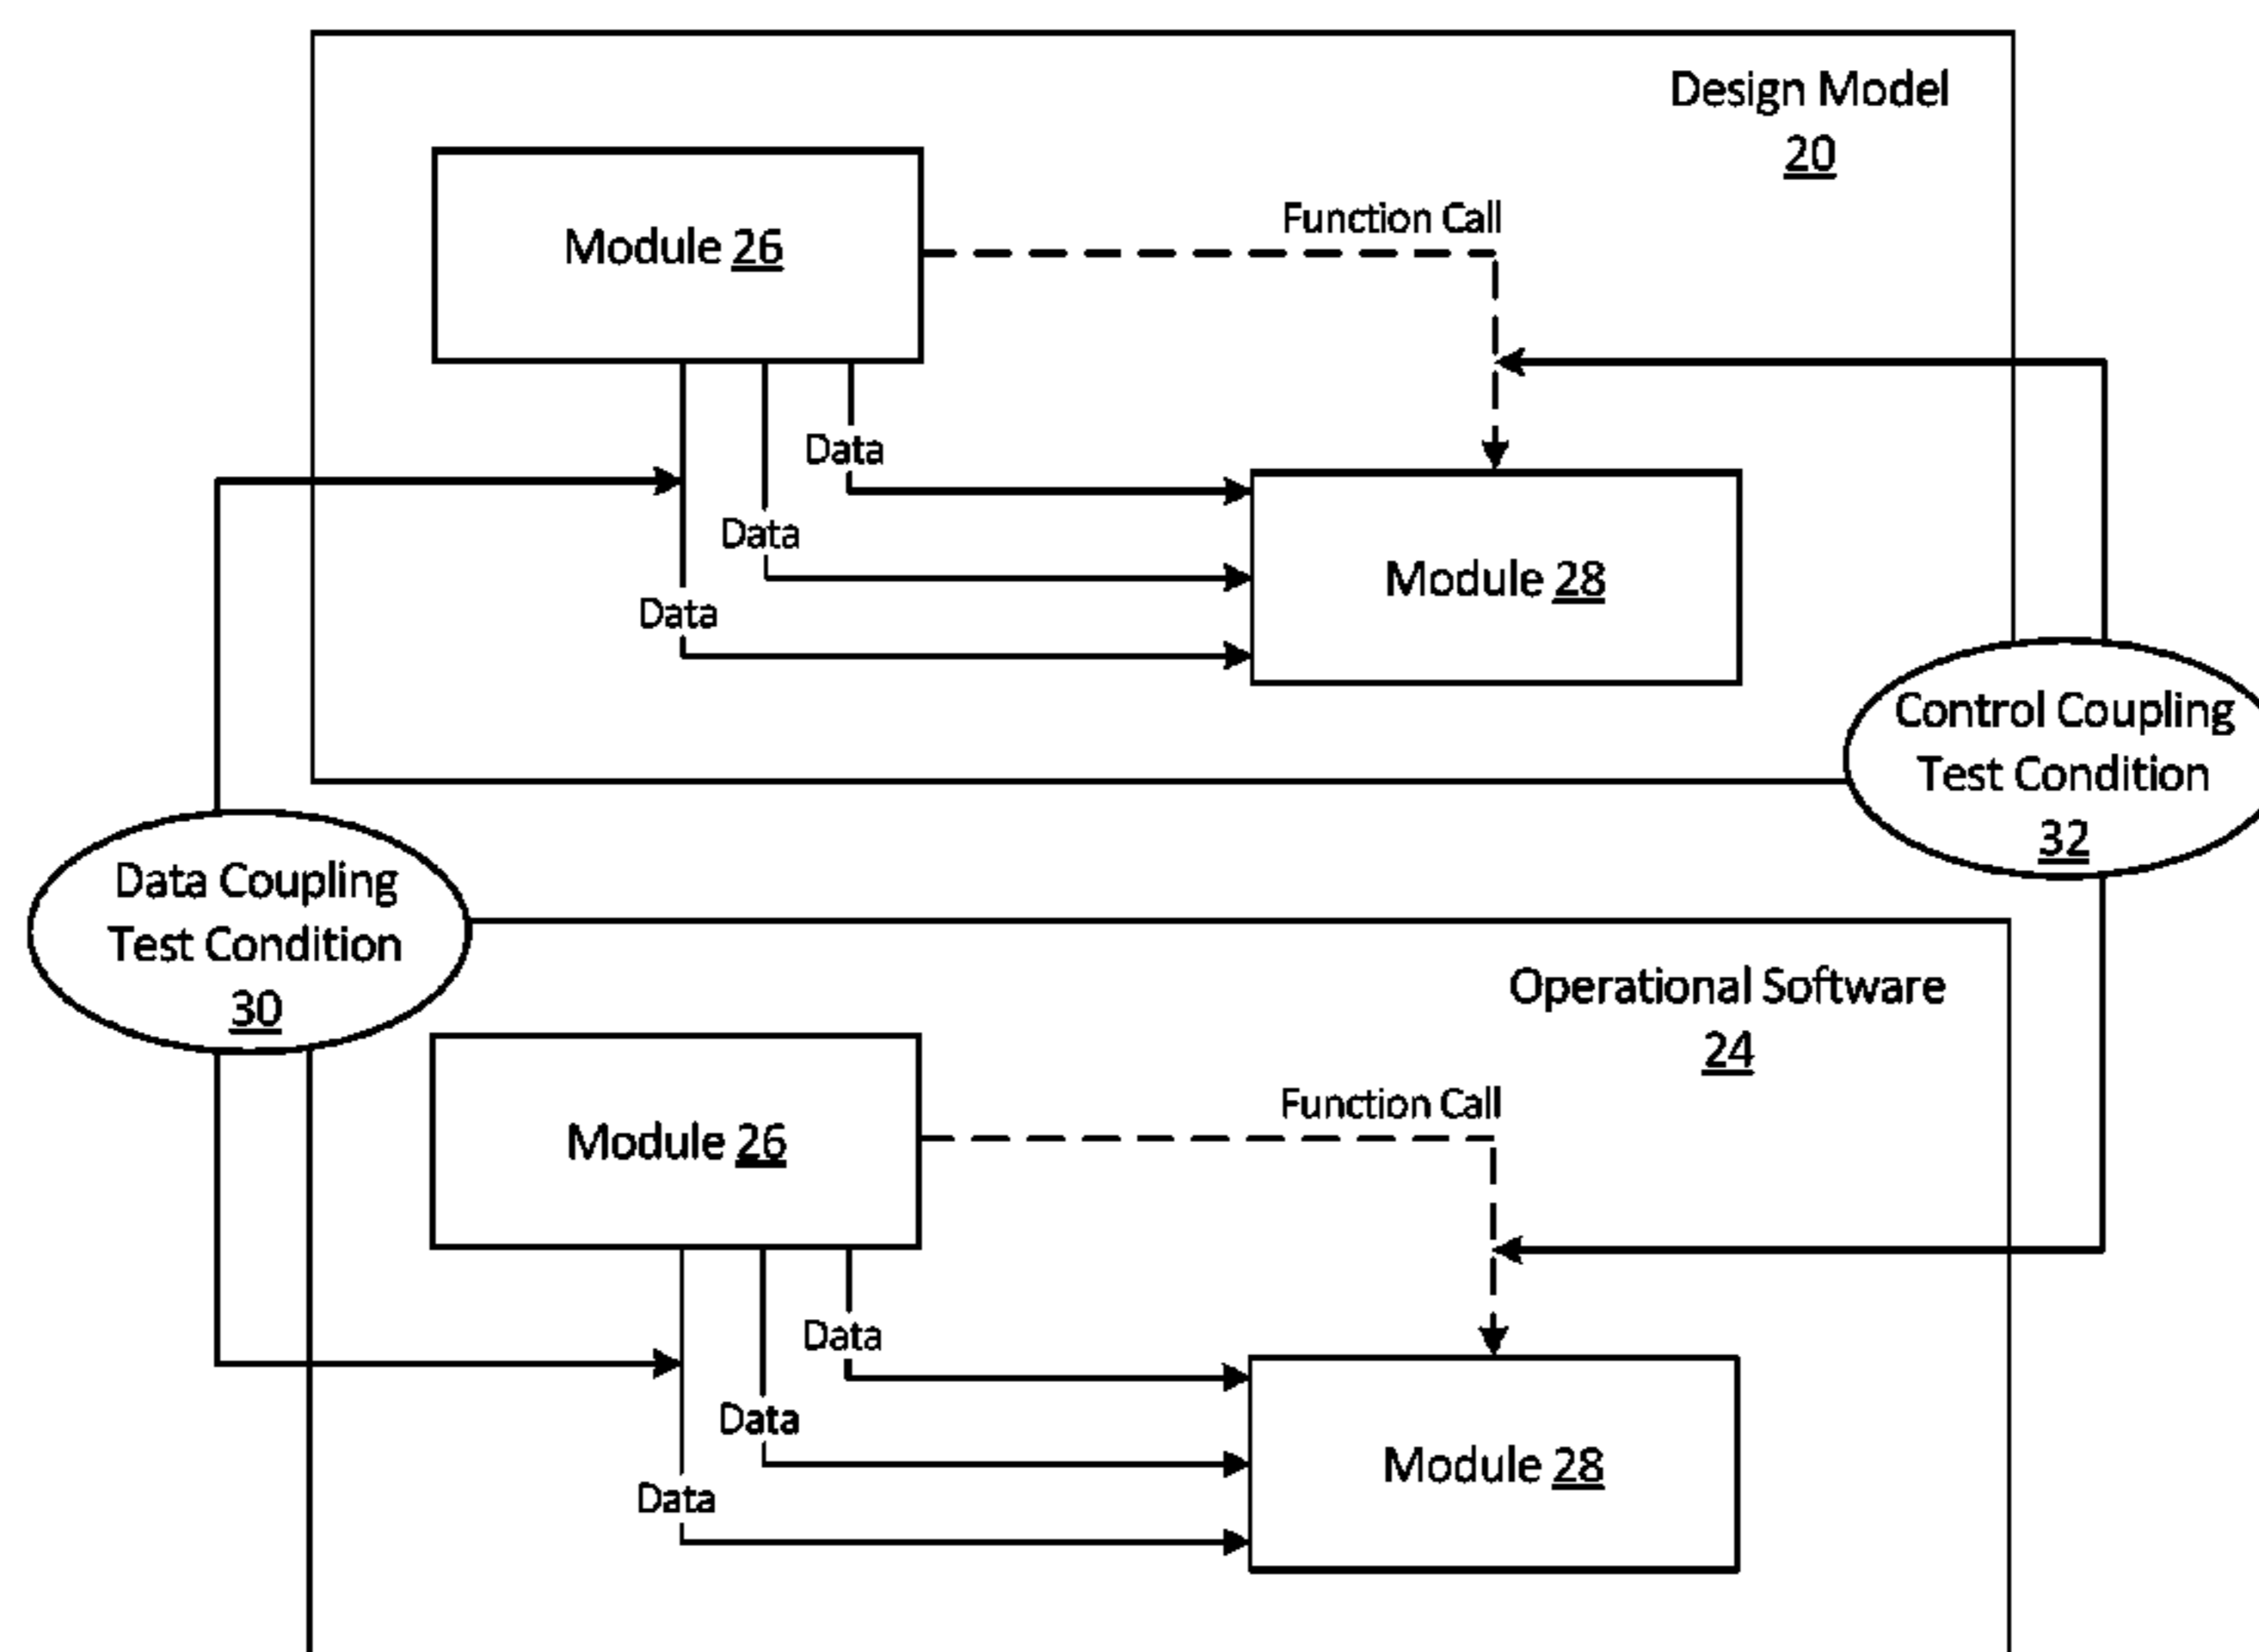 Design Model
20
Function Call
Module 26
Data
Data
Module 28
Data
Control Coupling
Test Condition
32
Data Coupling
Test Condition
30
Operational Software
24
Function Call
Module 26
Data
Data
Module 28
Data